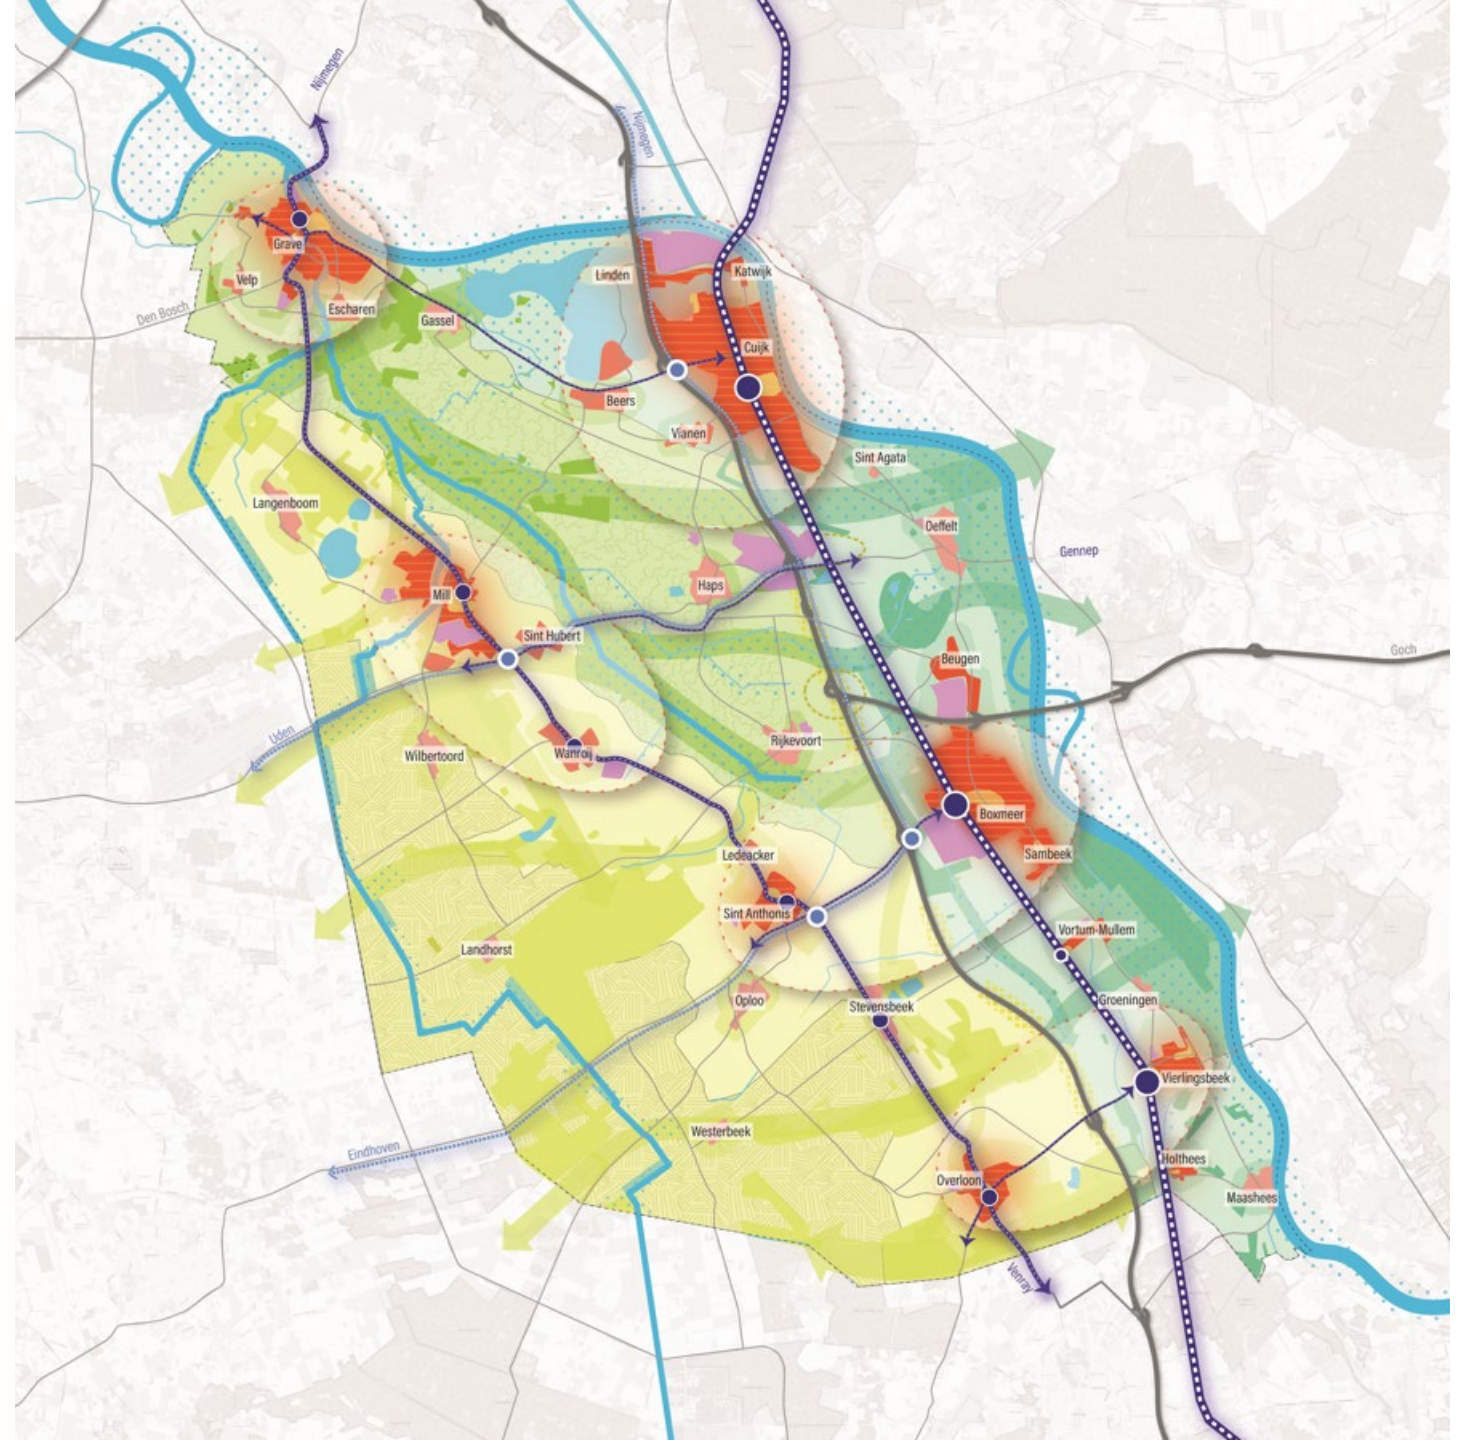 Nijmegen
Nijmegen
Grave
Linden
Katwijk
Velp
Escharen
Den Bosch
Gassel
Cuijk
Beers
Vianen
Sint Agata
Langenboom
Oeffelt
Gennep
Haps
Mill
Sint Hubert
Goch
Beugen
Uden
Rijkevoort
Wanroij
Wilbertoord
Boxmeer
Ledeacker
Sambeek
Sint Anthonis
Vortum-Mullem
Landhorst
Oploo
Groeningen
Stevensbeek
Vierlingsbeek
Westerbeek
Eindhoven
Holthees
Overloon
Maashees
Venray